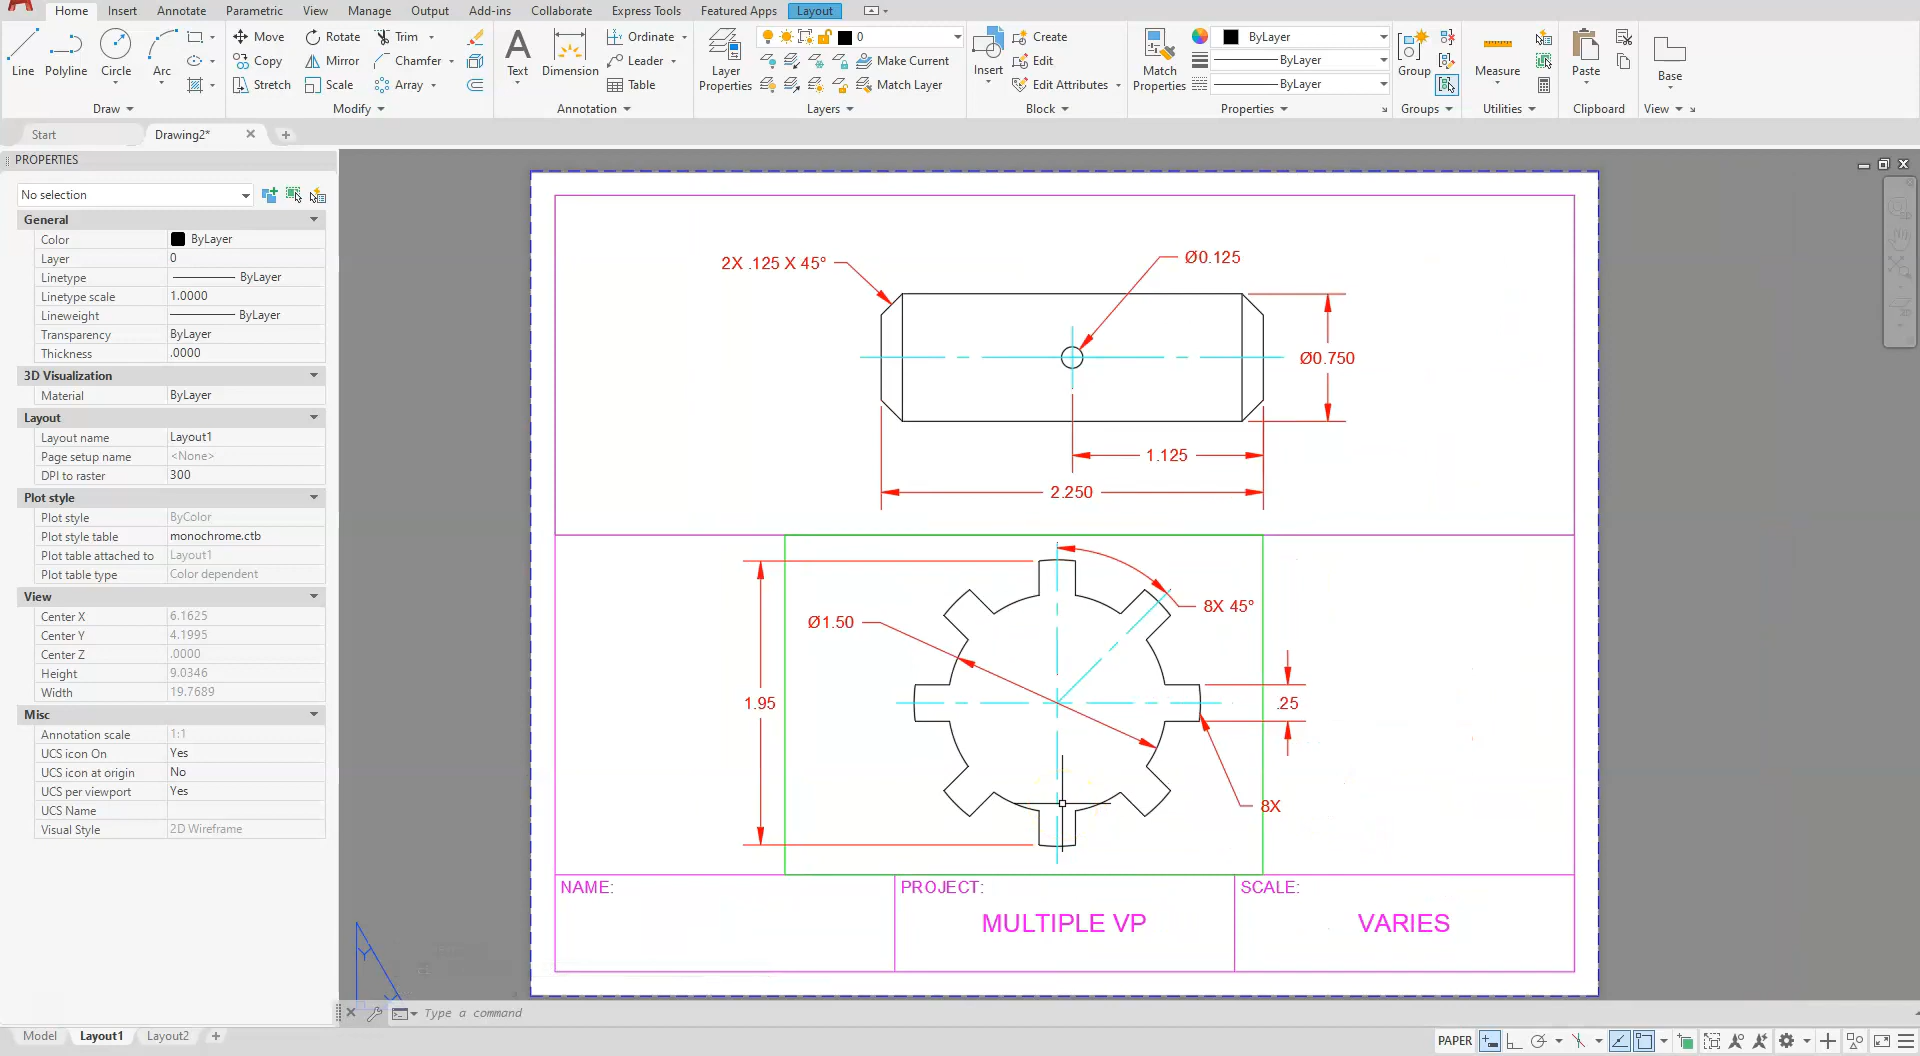 Home Insert Annotate Parametric View Manage Output Add-ins Collaborate Express Tools Featured Apps Layout
Line Polyline Circle Arc
Move Rotate Trim
Copy Mirror Chamfer
Stretch Scale Array
Text Dimension
Ordinate
Leader
Table
Layer Properties
0
Make Current
Match Layer
Insert
Create
Edit
Edit Attributes
Match Properties
ByLayer
ByLayer
ByLayer
Group
Measure
Paste
Base
Draw Modify Annotation Layers Block Properties Groups Utilities Clipboard View
Start Drawing2*
PROPERTIES
No selection
General
Color ByLayer
Layer 0
Linetype ByLayer
Linetype scale 1.0000
Lineweight ByLayer
Transparency ByLayer
Thickness .0000
3D Visualization
Material ByLayer
Layout
Layout name Layout1
Page setup name <None>
DPI to raster 300
Plot style
Plot style ByColor
Plot style table monochrome.ctb
Plot table attached to Layout1
Plot table type Color dependent
View
Center X 6.1625
Center Y 4.1995
Center Z .0000
Height 9.0346
Width 19.7689
Misc
Annotation scale 1:1
UCS icon On Yes
UCS icon at origin No
UCS per viewport Yes
UCS Name
Visual Style 2D Wireframe
2X .125 X 45°
Ø0.125
Ø0.750
1.125
2.250
8X 45°
Ø1.50
1.95
.25
8X
NAME: PROJECT: SCALE:
MULTIPLE VP VARIES
Y
Type a command
Model Layout1 Layout2
PAPER